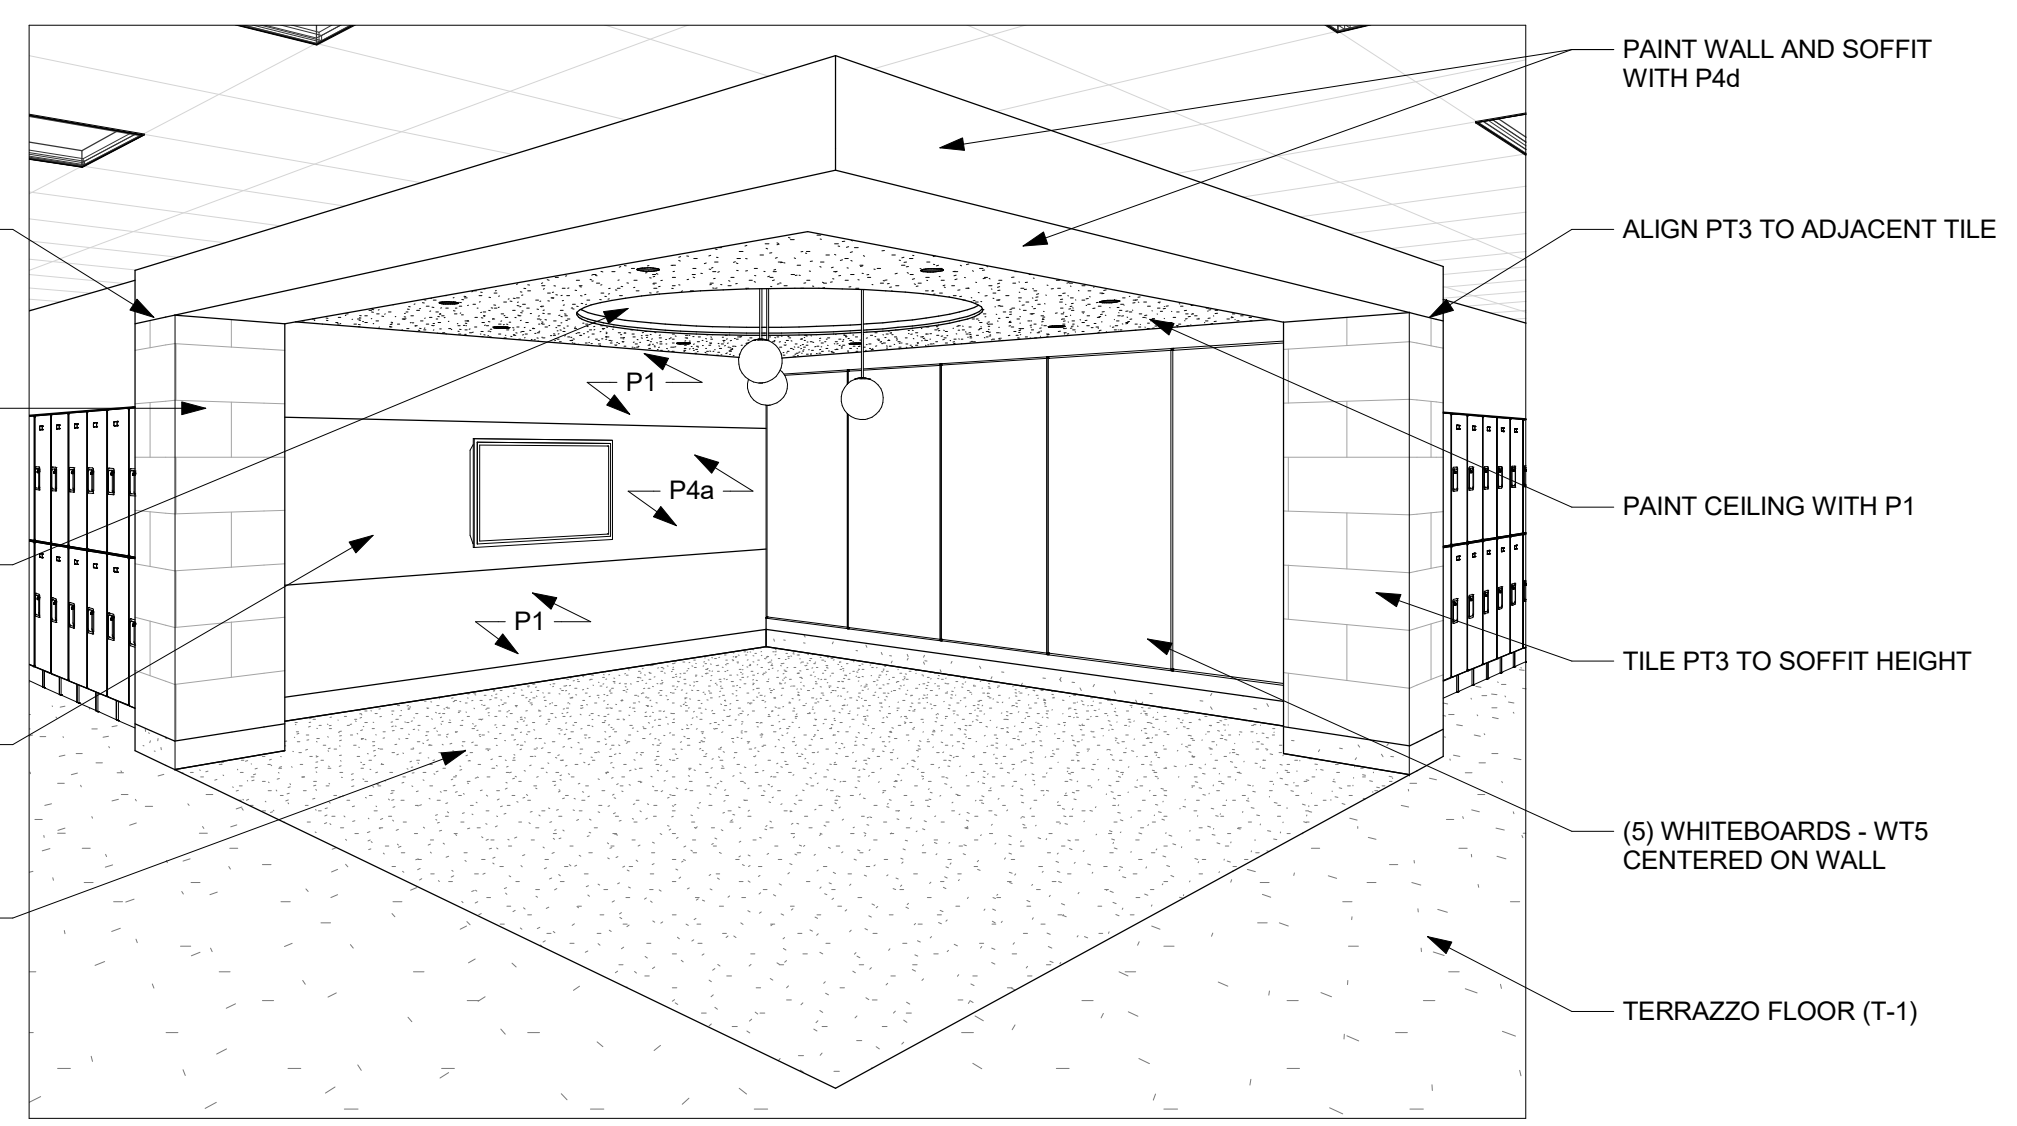 PAINT WALL AND SOFFIT
WITH P4d
ALIGN PT3 TO ADJACENT TILE
P1
P4a
PAINT CEILING WITH P1
P1
TILE PT3 TO SOFFIT HEIGHT
(5) WHITEBOARDS - WT5
CENTERED ON WALL
TERRAZZO FLOOR (T-1)